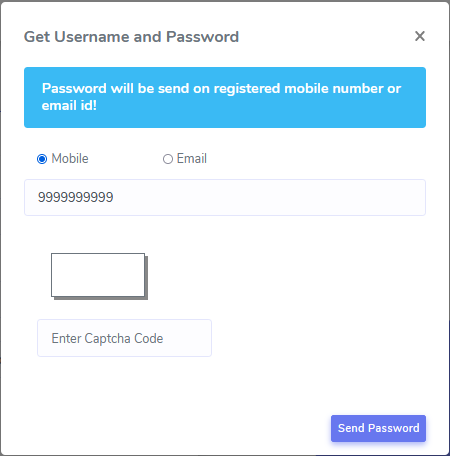 Get Username and Password ×
Password will be send on registered mobile number or
email id!
Mobile Email
9999999999
Enter Captcha Code
Send Password